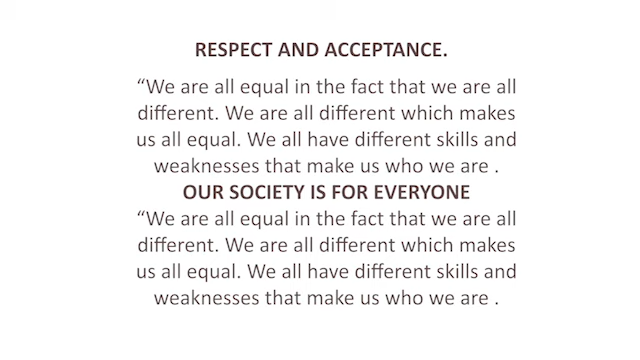 RESPECT AND ACCEPTANCE.
“We are all equal in the fact that we are all
different. We are all different which makes
us all equal. We all have different skills and
weaknesses that make us who we are .
OUR SOCIETY IS FOR EVERYONE
“We are all equal in the fact that we are all
different. We are all different which makes
us all equal. We all have different skills and
weaknesses that make us who we are .